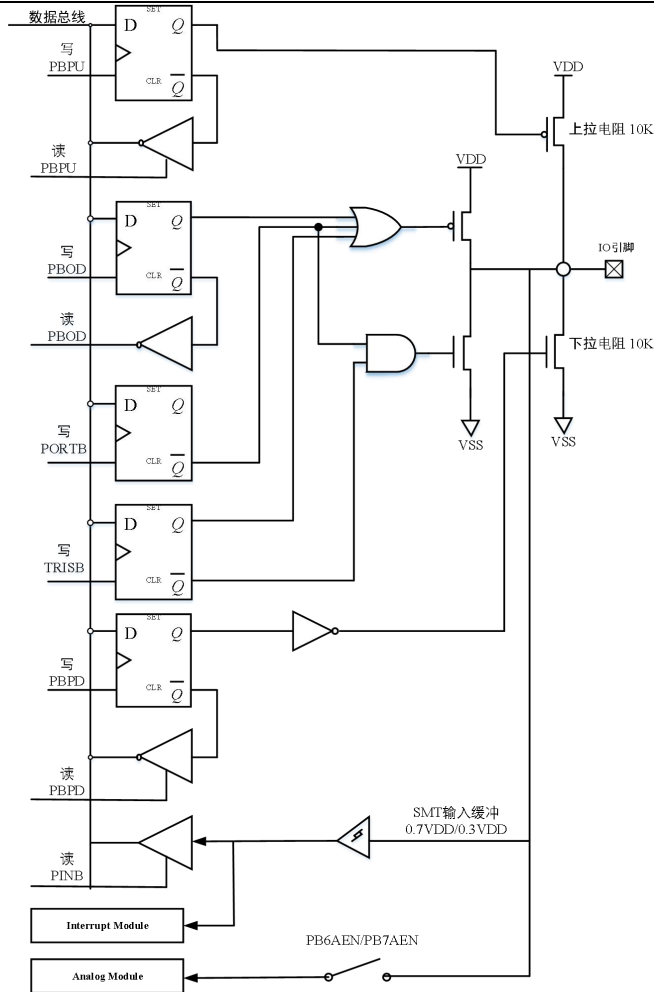 数据总线
SET
D Q
写
PBPU
CLR Q
VDD
上拉电阻 10K
读
PBPU
VDD
SET
D Q
写
PBOD
CLR Q
IO引脚
读
PBOD
下拉电阻 10K
SET
D Q
写
PORTB
CLR Q
VSS
VSS
SET
D Q
写
TRISB
CLR Q
SET
D Q
写
PBPD
CLR Q
读
PBPD
SMT输入缓冲
0.7VDD/0.3VDD
读
PINB
Interrupt Module
PB6AEN/PB7AEN
Analog Module